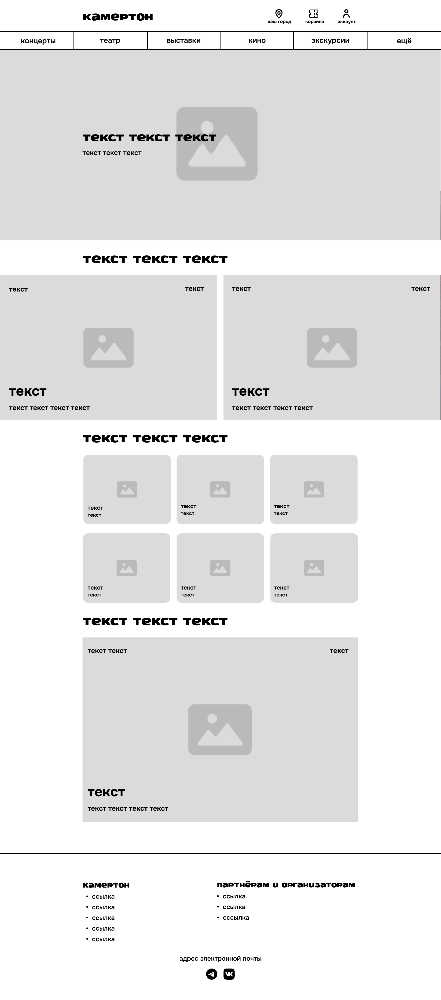 камертон
ваш город корзина аккаунт
концерты театр выставки кино экскурсии ещё
текст текст текст
текст текст текст
текст текст текст
текст текст
текст
текст текст текст текст
текст текст
текст
текст текст текст текст
текст текст текст
текст
текст
текст
текст
текст
текст
текст
текст
текст
текст
текст
текст
текст текст текст
текст текст текст
текст
текст текст текст текст
камертон
• ссылка
• ссылка
• ссылка
• ссылка
• ссылка
партнёрам и организаторам
• ссылка
• ссылка
• сссылка
адрес электронной почты